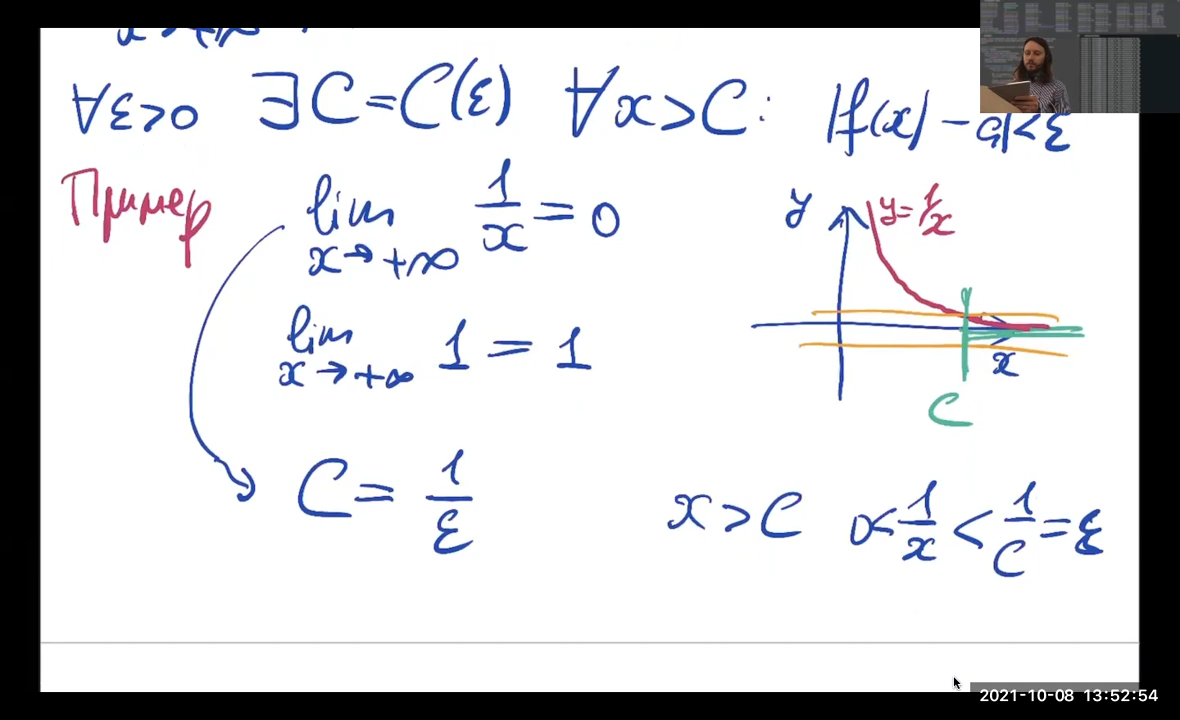 ∀ε>0 ∃C=C(ε) ∀x>C: |f(x)-a|<ε
Пример lim x→+∞ 1/x = 0
y y=1/x
lim x→+∞ 1 = 1
x
C
C = 1/ε
x>C 0<1/x<1/C=ε
2021-10-08 13:52:54